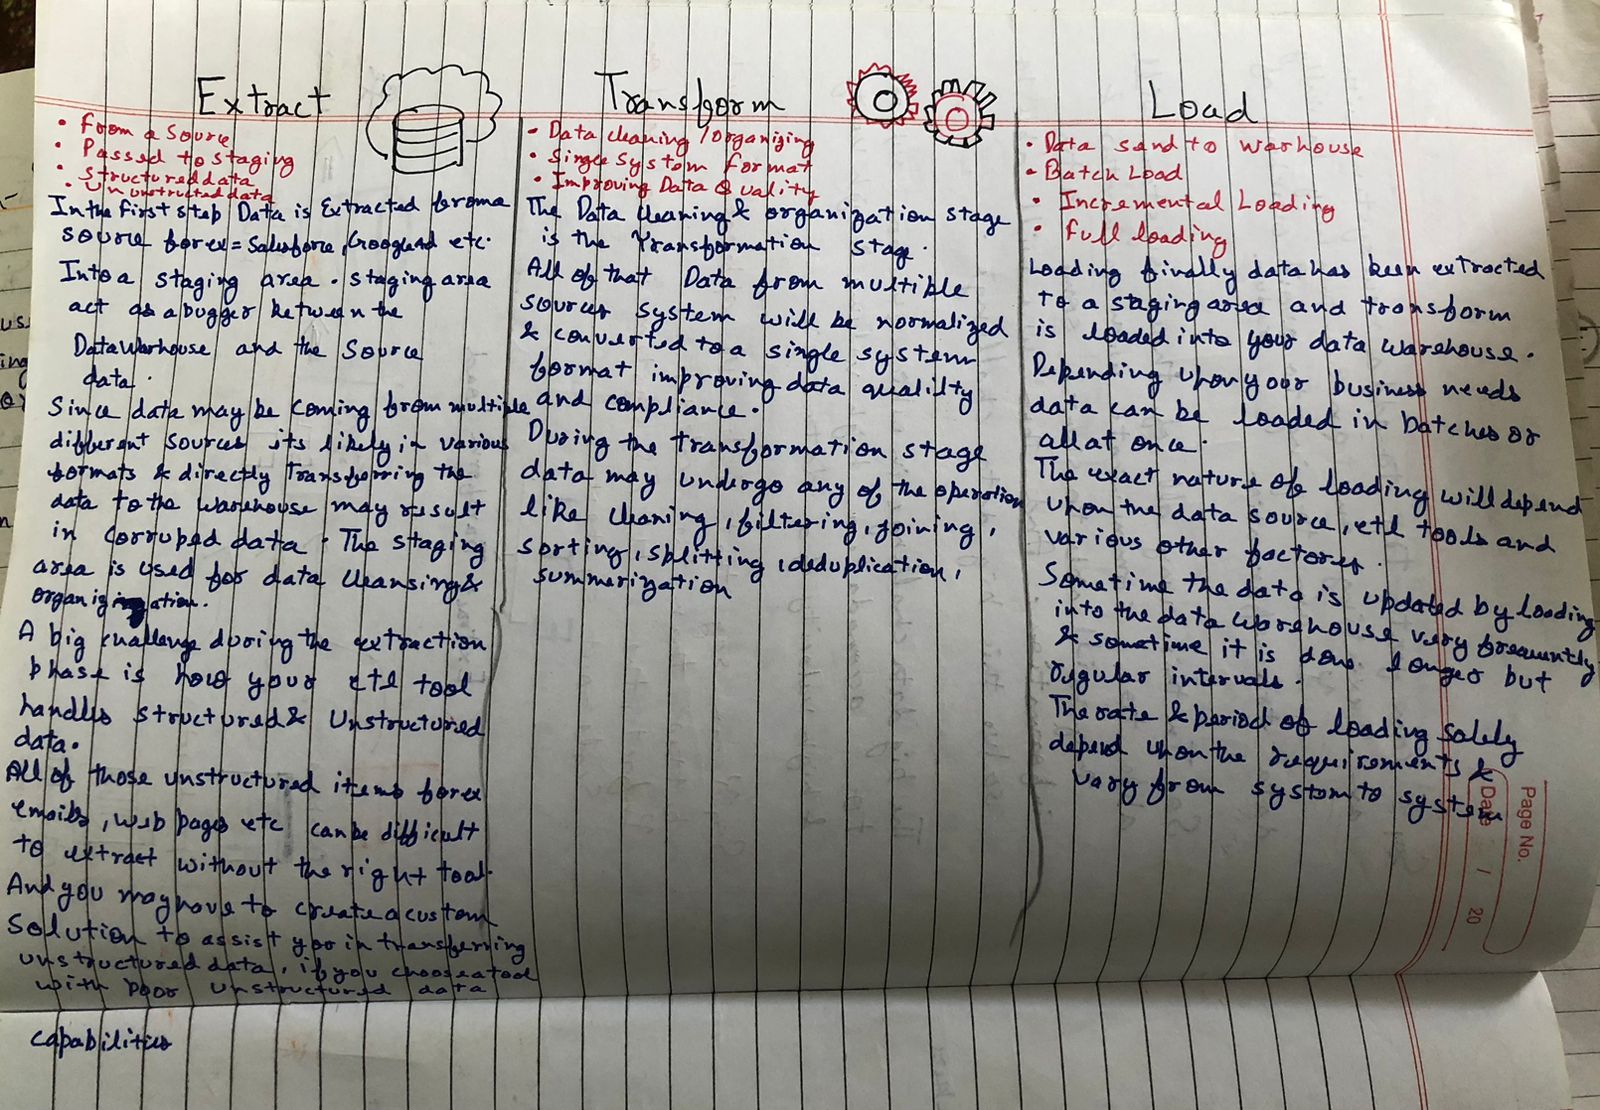 Extract
• from a source
• Passed to staging
• structured data
• un unstructured data
In the first step Data is Extracted from a
source for ex = Salesforce, GoogleAd etc.
Into a staging area. staging area
act as a bugger between the
Data Warhouse and the Source
data.
Since data may be coming from multiple
different sources its likely in various
formats & directly transferring the
data to the warehouse may result
in corruped data. The staging
area is used for data cleansing &
organization.
A big challenge during the extraction
phase is how your etl tool
handles structured & Unstructured
data.
All of those unstructured items for ex
emails, web pages etc can be difficult
to extract without the right tool.
And you may have to create a custom
Solution to assist you in transferring
unstructured data, if you choose a tool
with poor unstructured data
capabilities
Transform
• Data cleaning / organizing
• Single system format
• Improving Data Quality
The Data cleaning & organization stage
is the Transformation stage.
All of that Data from multiple
sources system will be normalized
& converted to a single system
format improving data qualilty
and compliance.
During the transformation stage
data may undergo any of the operation
like cleaning, filtering, joining,
sorting, splitting, deduplication,
summerization
Load
• Data send to warhouse
• Batch Load
• Incremental Loading
• full loading
Loading finally data has been extracted
to a staging area and transform
is loaded into your data warehouse.
Depending upon your business needs
data can be loaded in batches or
all at once.
The exact nature of loading will depend
upon the data source, etl tools and
various other factores.
Sometime the data is updated by loading
into the data warehouse very frequently
& sometime it is done longer but
regular intervals.
The rate & period of loading solely
depend upon the requirements &
vary from system to system
Page No.
Date / 20